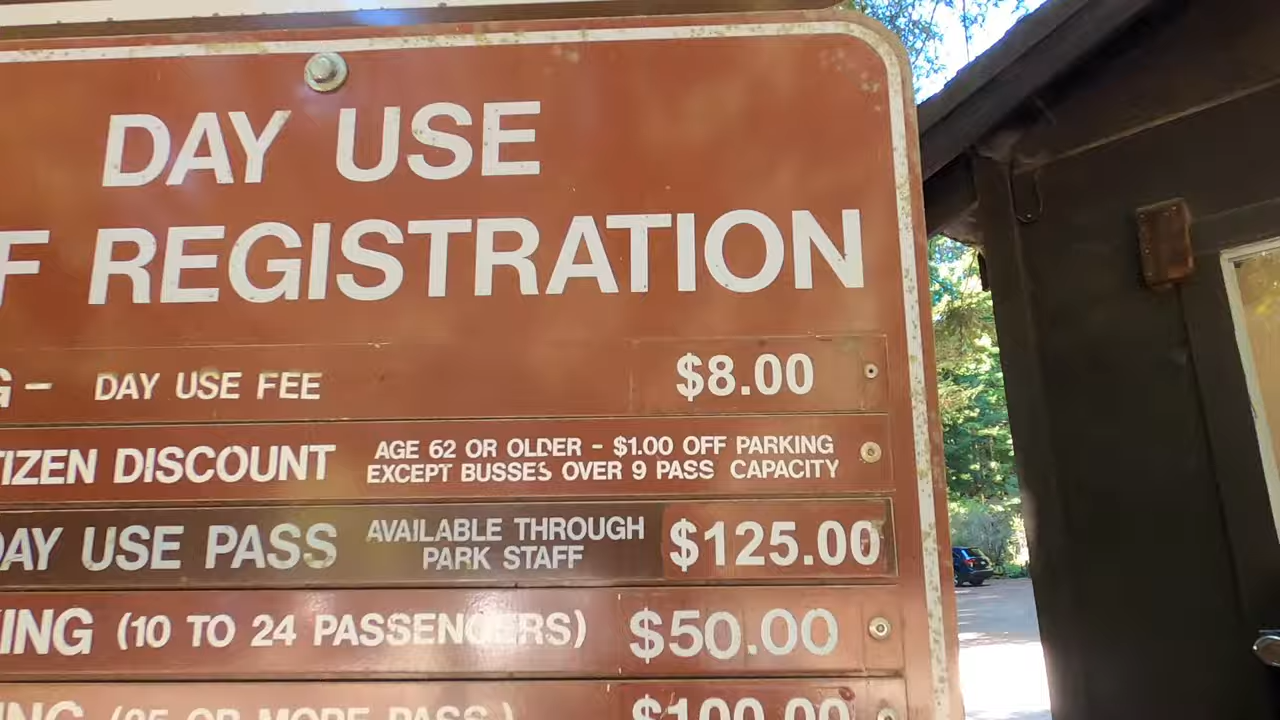 DAY USE
F REGISTRATION
G – DAY USE FEE $8.00
TIZEN DISCOUNT AGE 62 OR OLDER – $1.00 OFF PARKING
EXCEPT BUSSES OVER 9 PASS CAPACITY
DAY USE PASS AVAILABLE THROUGH
PARK STAFF $125.00
ING (10 TO 24 PASSENGERS) $50.00
ING (25 OR MORE PASS.) $100.00